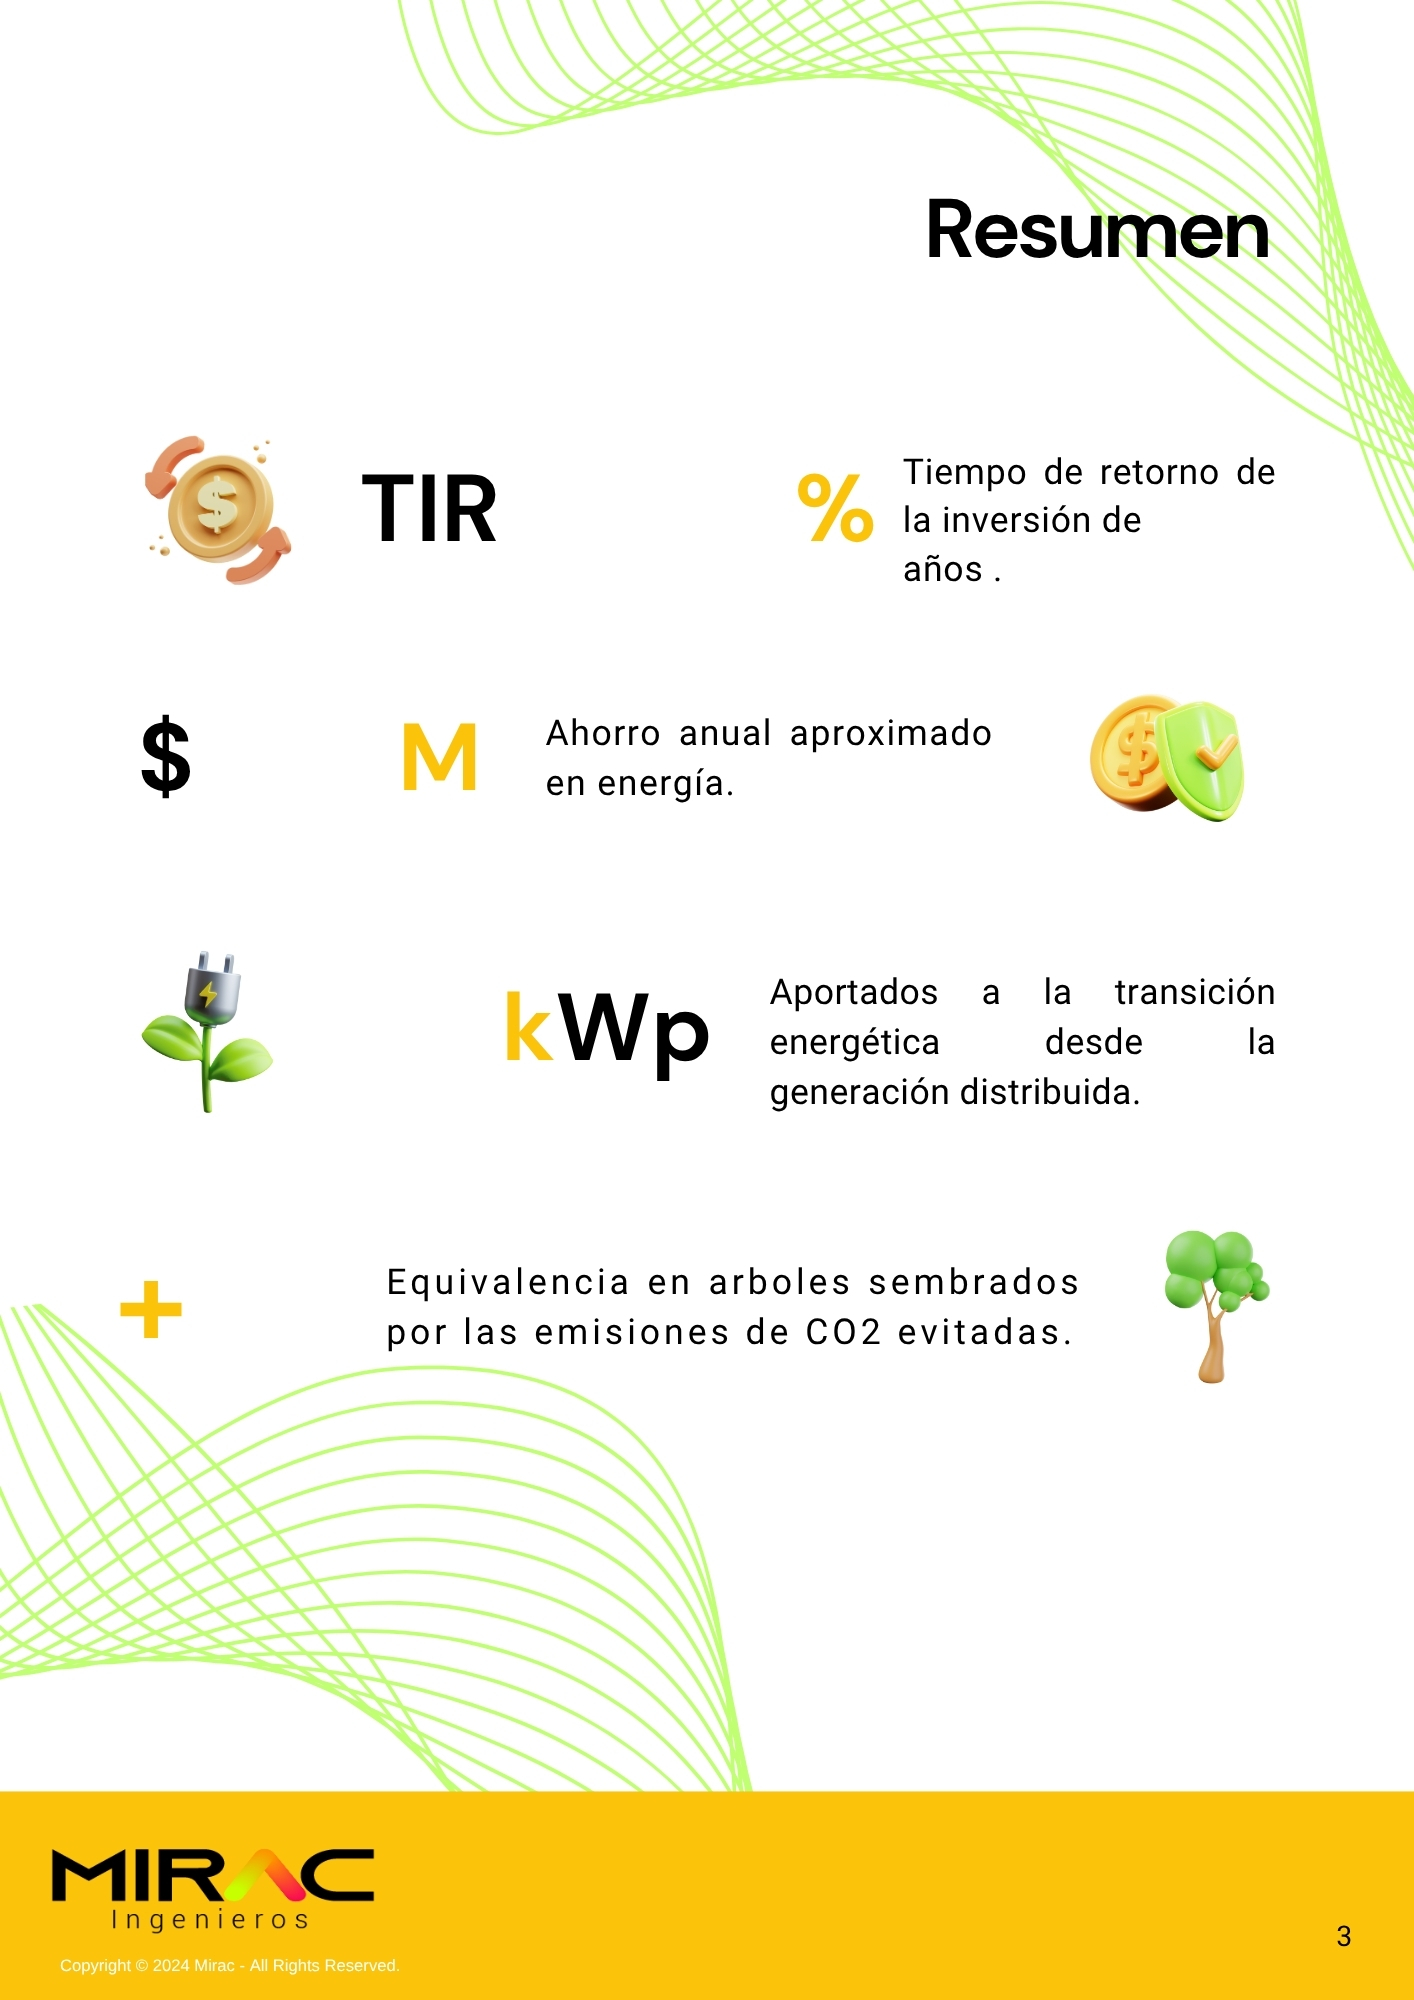 Resumen
TIR %
Tiempo de retorno de
la inversión de
años .
$ M
Ahorro anual aproximado
en energía.
kWp
Aportados a la transición
energética desde la
generación distribuida.
+
Equivalencia en arboles sembrados
por las emisiones de CO2 evitadas.
MIRAC
Ingenieros
Copyright © 2024 Mirac - All Rights Reserved.
3